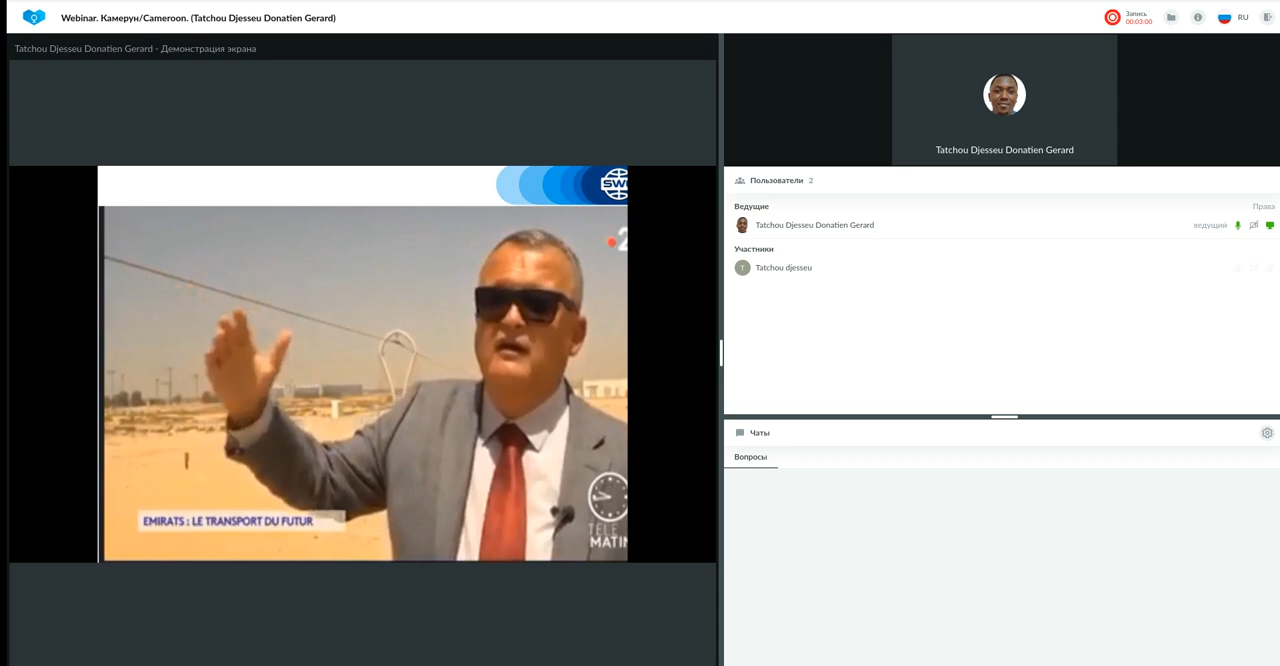 Webinar. Камерун/Cameroon. (Tatchou Djesseu Donatien Gerard)
Запись
00:03:00
RU
Tatchou Djesseu Donatien Gerard - Демонстрация экрана
SW
2
EMIRATS : LE TRANSPORT DU FUTUR
TELE
MATIN
Tatchou Djesseu Donatien Gerard
Пользователи 2
Ведущие Права
Tatchou Djesseu Donatien Gerard ведущий
Участники
T Tatchou djesseu
Чаты
Вопросы